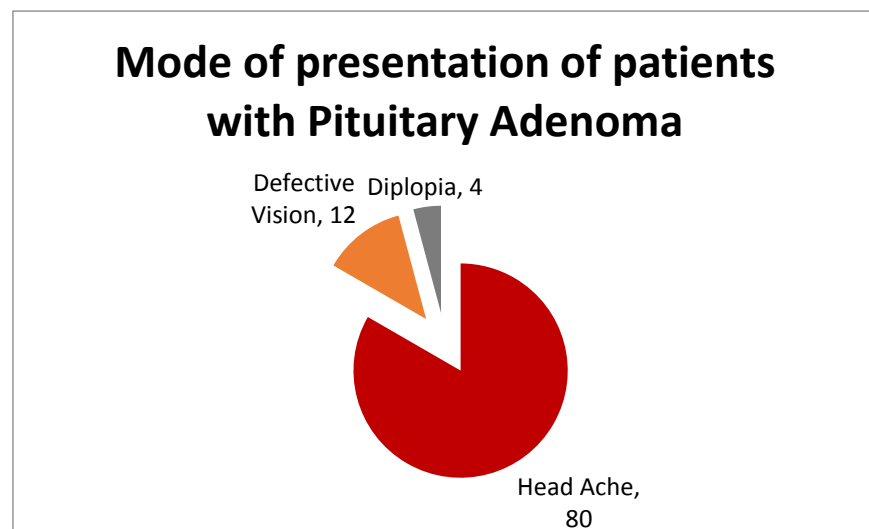 Mode of presentation of patients
with Pituitary Adenoma
Defective
Vision, 12
Diplopia, 4
Head Ache,
80